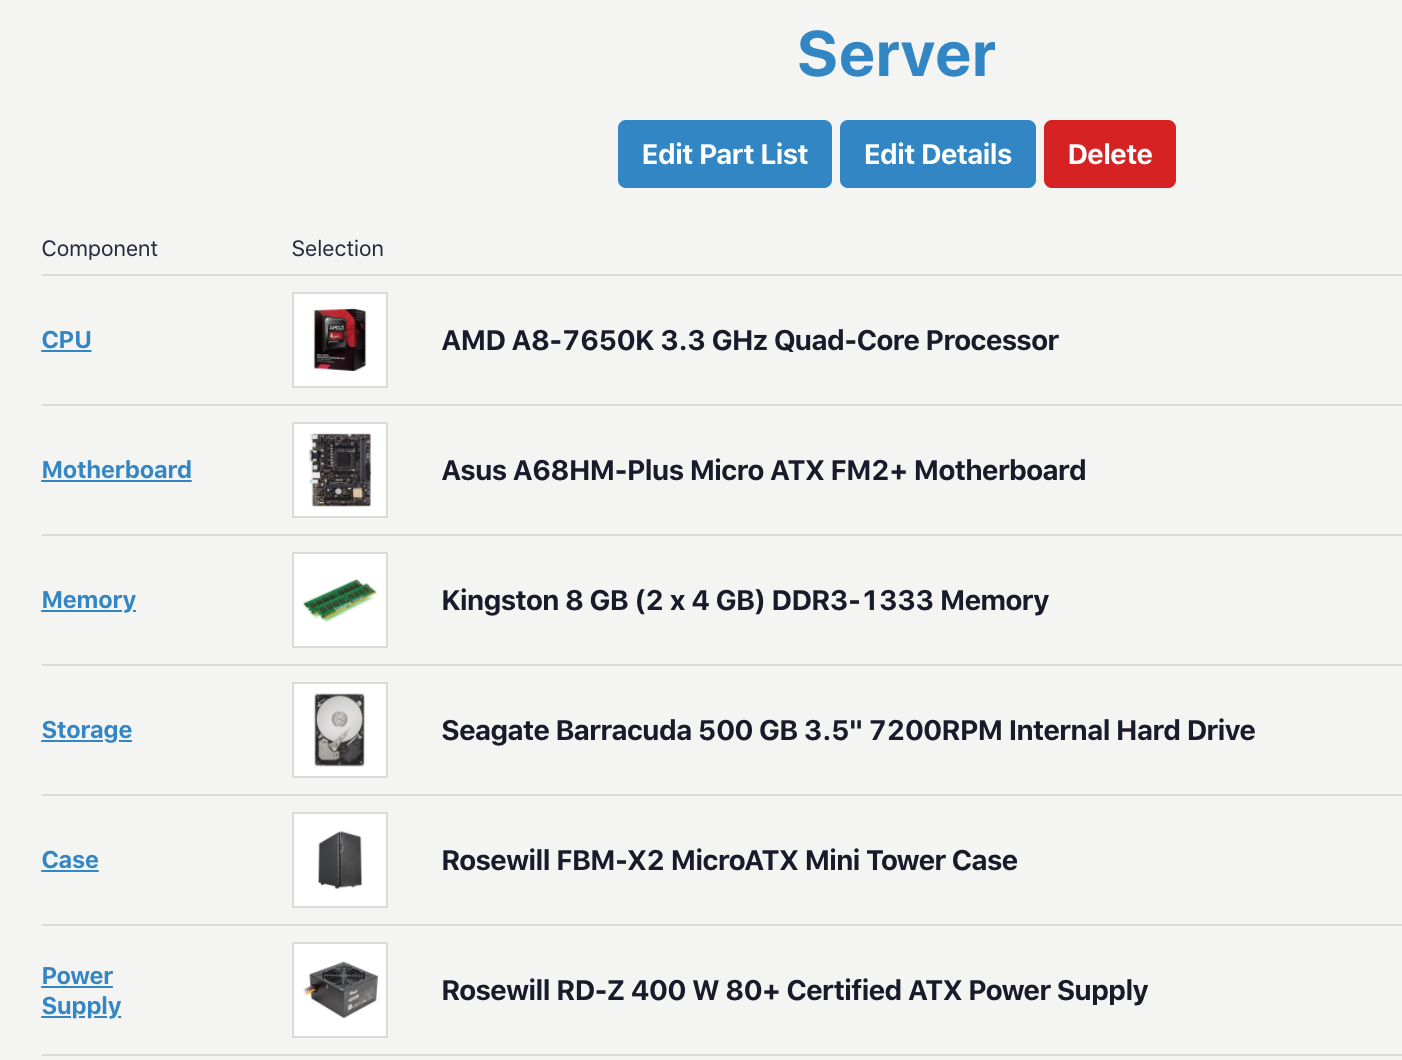 Server
Edit Part List Edit Details Delete
Component Selection
CPU AMD A8-7650K 3.3 GHz Quad-Core Processor
Motherboard Asus A68HM-Plus Micro ATX FM2+ Motherboard
Memory Kingston 8 GB (2 x 4 GB) DDR3-1333 Memory
Storage Seagate Barracuda 500 GB 3.5" 7200RPM Internal Hard Drive
Case Rosewill FBM-X2 MicroATX Mini Tower Case
Power
Supply
Rosewill RD-Z 400 W 80+ Certified ATX Power Supply